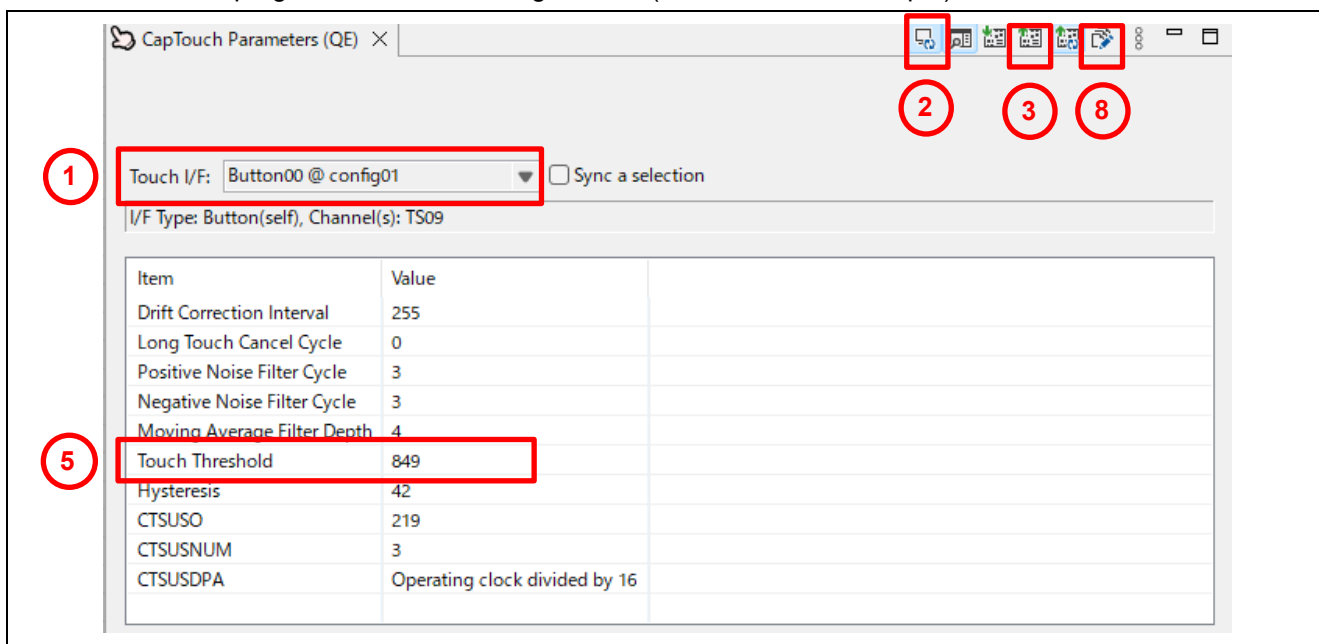 CapTouch Parameters (QE)
2
3
8
1
Touch I/F: Button00 @ config01 Sync a selection
I/F Type: Button(self), Channel(s): TS09
Item Value
Drift Correction Interval 255
Long Touch Cancel Cycle 0
Positive Noise Filter Cycle 3
Negative Noise Filter Cycle 3
Moving Average Filter Depth 4
5
Touch Threshold 849
Hysteresis 42
CTSUSO 219
CTSUSNUM 3
CTSUSDPA Operating clock divided by 16